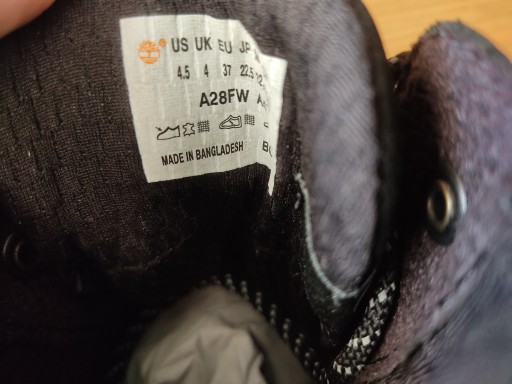 US UK EU JP
4.5 4 37 22.5
A28FW
MADE IN BANGLADESH